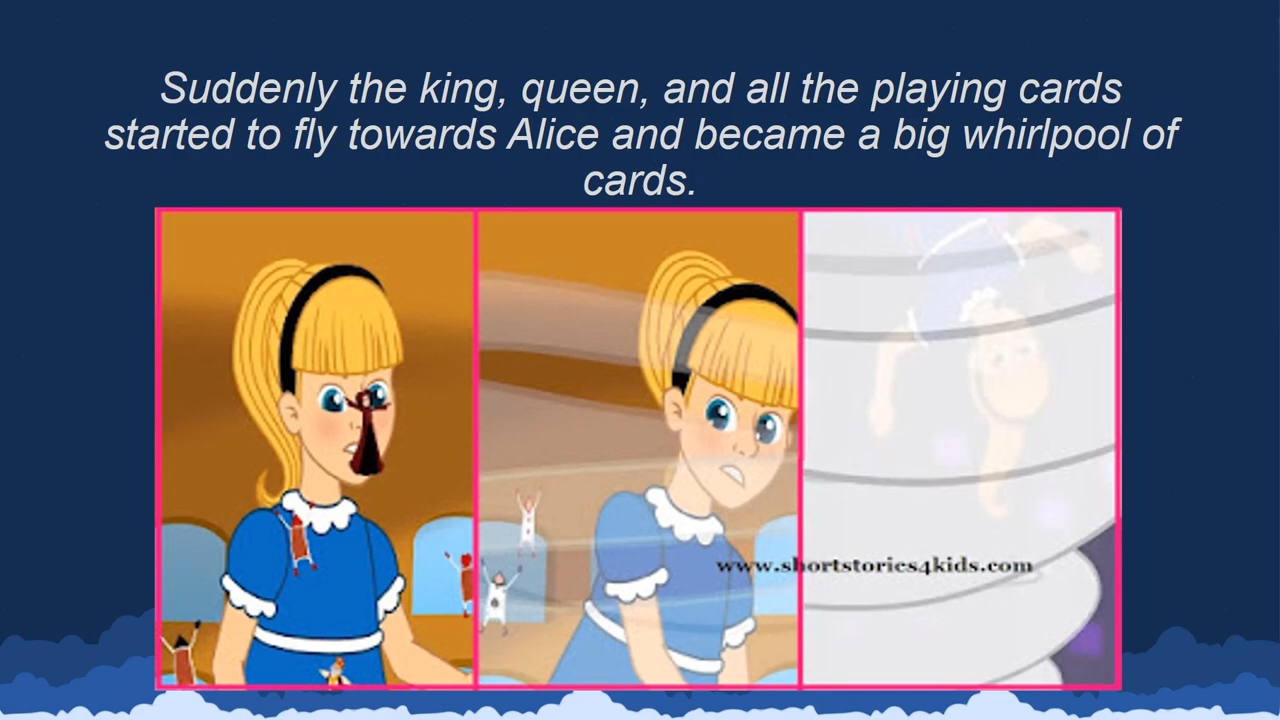 Suddenly the king, queen, and all the playing cards
started to fly towards Alice and became a big whirlpool of
cards.
www.shortstories4kids.com